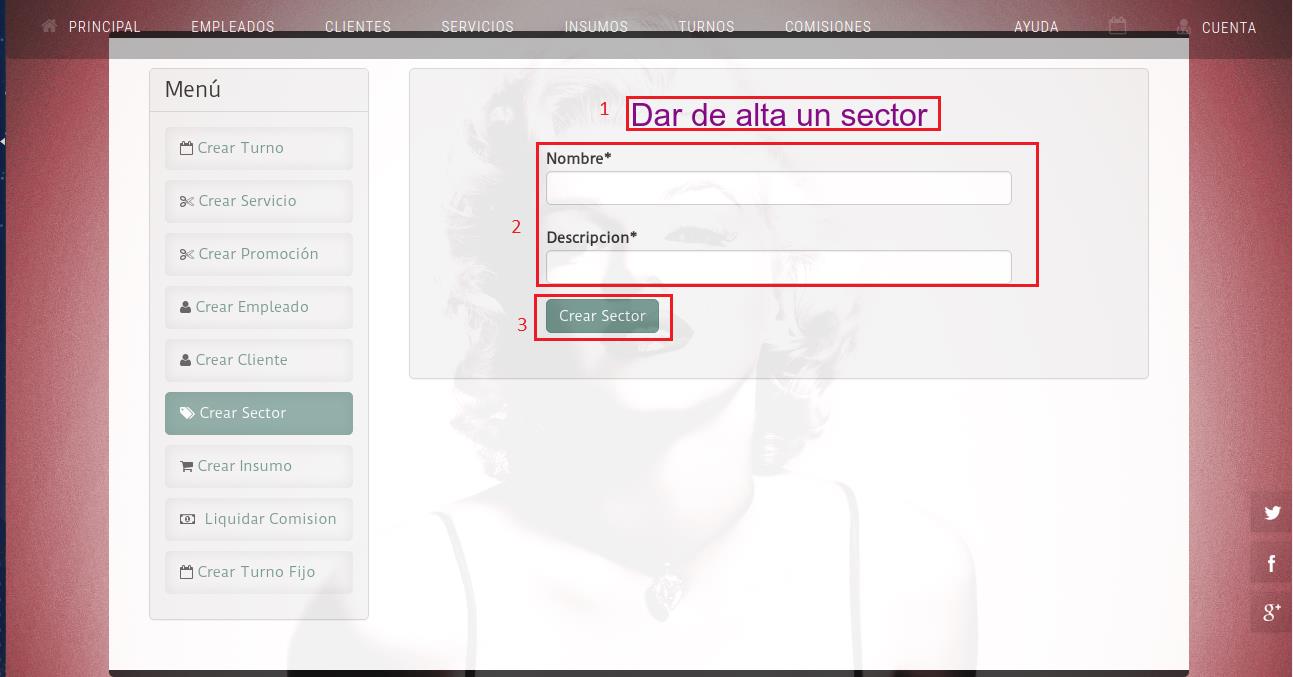 PRINCIPAL EMPLEADOS CLIENTES SERVICIOS INSUMOS TURNOS COMISIONES AYUDA CUENTA
Menú
Crear Turno
Crear Servicio
Crear Promoción
Crear Empleado
Crear Cliente
Crear Sector
Crear Insumo
Liquidar Comision
Crear Turno Fijo
1 Dar de alta un sector
Nombre*
2
Descripcion*
3 Crear Sector
g+